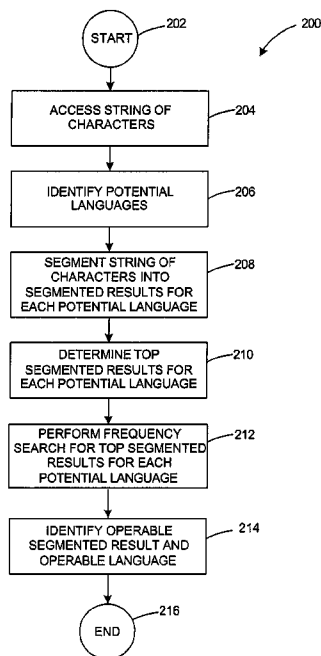 START
202
200
ACCESS STRING OF
CHARACTERS
204
IDENTIFY POTENTIAL
LANGUAGES
206
SEGMENT STRING OF
CHARACTERS INTO
SEGMENTED RESULTS FOR
EACH POTENTIAL LANGUAGE
208
DETERMINE TOP
SEGMENTED RESULTS FOR
EACH POTENTIAL LANGUAGE
210
PERFORM FREQUENCY
SEARCH FOR TOP SEGMENTED
RESULTS FOR EACH
POTENTIAL LANGUAGE
212
IDENTIFY OPERABLE
SEGMENTED RESULT AND
OPERABLE LANGUAGE
214
END
216